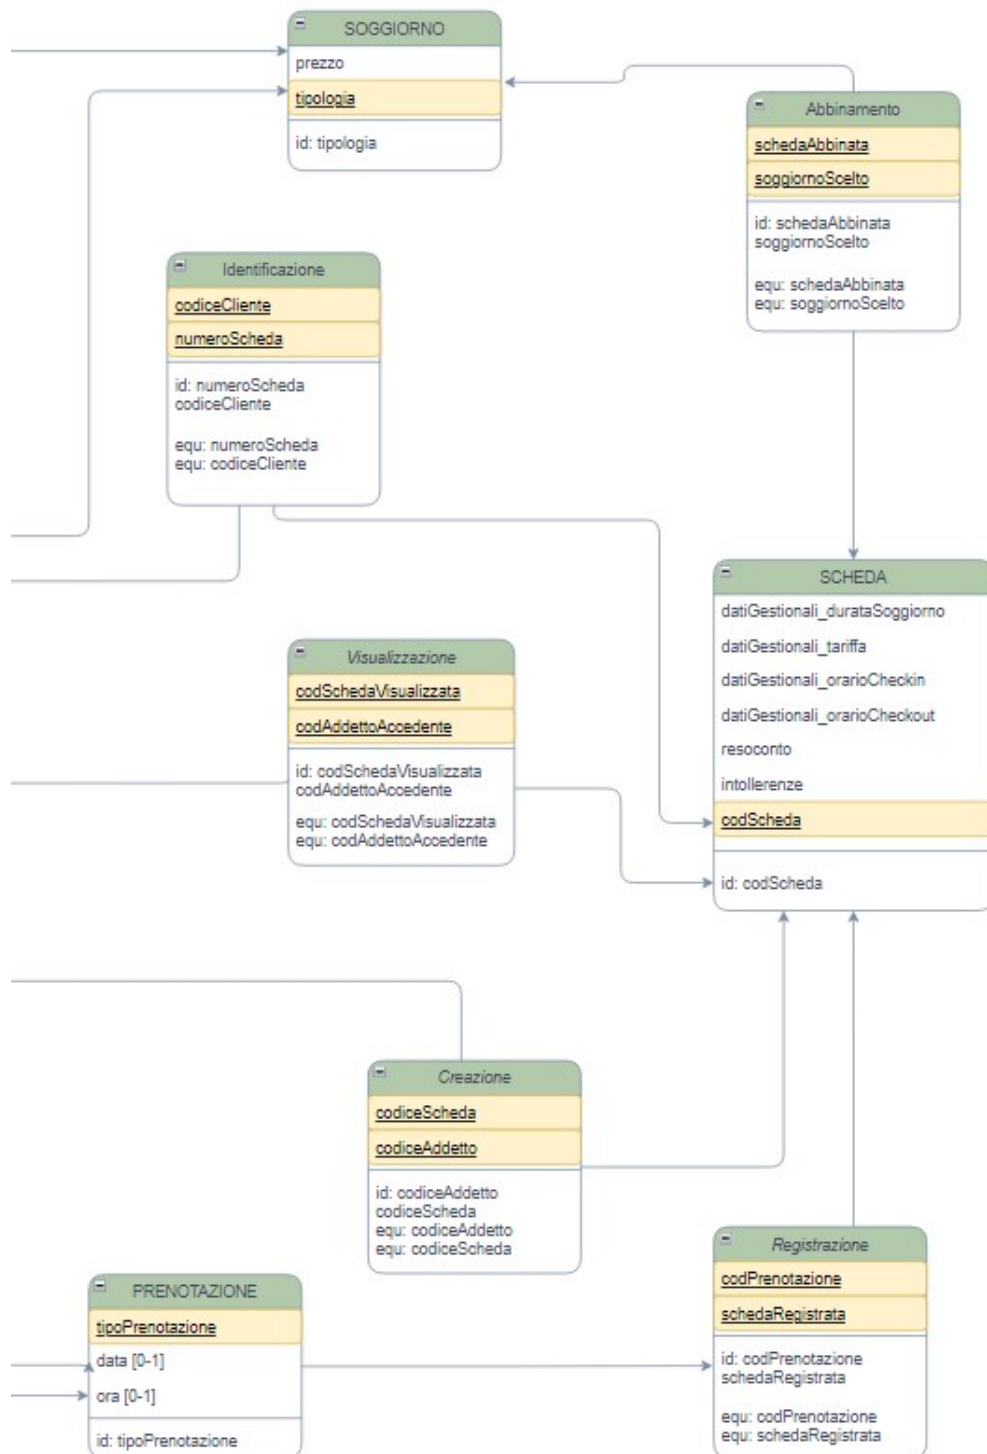 SOGGIORNO
prezzo
tipologia
id: tipologia
Abbinamento
schedaAbbinata
soggiornoScelto
id: schedaAbbinata
soggiornoScelto
equ: schedaAbbinata
equ: soggiornoScelto
Identificazione
codiceCliente
numeroScheda
id: numeroScheda
codiceCliente
equ: numeroScheda
equ: codiceCliente
SCHEDA
datiGestionali_durataSoggiorno
datiGestionali_tariffa
datiGestionali_orarioCheckin
datiGestionali_orarioCheckout
resoconto
intollerenze
codScheda
id: codScheda
Visualizzazione
codSchedaVisualizzata
codAddettoAccedente
id: codSchedaVisualizzata
codAddettoAccedente
equ: codSchedaVisualizzata
equ: codAddettoAccedente
Creazione
codiceScheda
codiceAddetto
id: codiceAddetto
codiceScheda
equ: codiceAddetto
equ: codiceScheda
Registrazione
codPrenotazione
schedaRegistrata
id: codPrenotazione
schedaRegistrata
equ: codPrenotazione
equ: schedaRegistrata
PRENOTAZIONE
tipoPrenotazione
data [0-1]
ora [0-1]
id: tipoPrenotazione